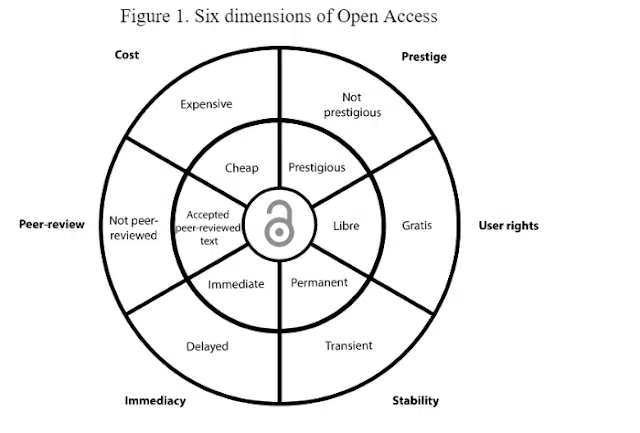 Figure 1. Six dimensions of Open Access
Cost
Prestige
Expensive
Not
prestigious
Cheap
Prestigious
Peer-review
Not peer-
reviewed
Accepted
peer-reviewed
text
Libre
Gratis
User rights
Immediate
Permanent
Delayed
Transient
Immediacy
Stability